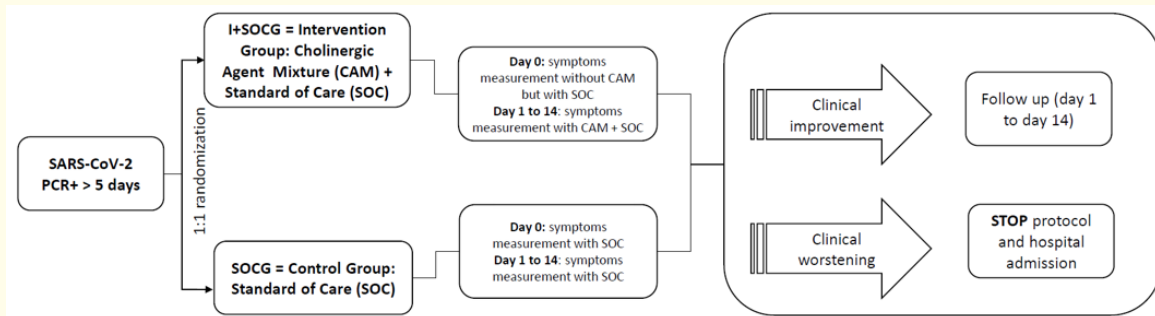 SARS-CoV-2
PCR+ > 5 days
1:1 randomization
I+SOCG = Intervention
Group: Cholinergic
Agent Mixture (CAM) +
Standard of Care (SOC)
SOCG = Control Group:
Standard of Care (SOC)
Day 0: symptoms
measurement without CAM
but with SOC
Day 1 to 14: symptoms
measurement with CAM + SOC
Day 0: symptoms
measurement with SOC
Day 1 to 14: symptoms
measurement with SOC
Clinical
improvement
Follow up (day 1
to day 14)
Clinical
worstening
STOP protocol
and hospital
admission